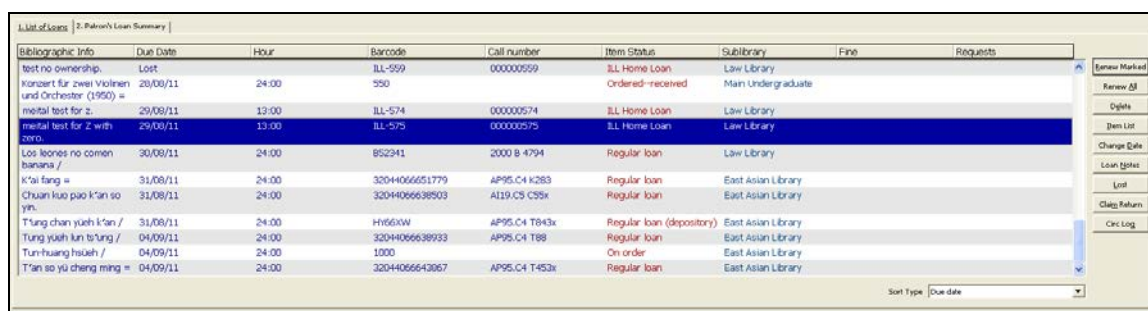 1. List of Loans 2. Patron's Loan Summary
Bibliographic Info Due Date Hour Barcode Call number Item Status Sublibrary Fine Requests
test no ownership. Lost ILL-559 000000559 ILL Home Loan Law Library
Konzert für zwei Violinen 28/08/11 24:00 550 Ordered--received Main Undergraduate
und Orchester (1950) =
meital test for z. 29/08/11 13:00 ILL-574 000000574 ILL Home Loan Law Library
meital test for Z with 29/08/11 13:00 ILL-575 000000575 ILL Home Loan Law Library
zero.
Los leones no comen 30/08/11 24:00 B52341 2000 B 4794 Regular loan Law Library
banana /
K'ai fang = 31/08/11 24:00 32044066651779 AP95.C4 K283 Regular loan East Asian Library
Chuan kuo pao k'an so 31/08/11 24:00 32044066638503 AI19.C5 C55x Regular loan East Asian Library
yin.
T'ung chan yüeh k'an / 31/08/11 24:00 HY66XW AP95.C4 T843x Regular loan (depository) East Asian Library
Tung yüeh lun ts'ung / 04/09/11 24:00 32044066638933 AP95.C4 T88 Regular loan East Asian Library
Tun-huang hsüeh / 04/09/11 24:00 1000 On order East Asian Library
T'an so yü cheng ming = 04/09/11 24:00 32044066643867 AP95.C4 T453x Regular loan East Asian Library
Renew Marked
Renew All
Delete
Item List
Change Date
Loan Notes
Lost
Claim Return
Circ Log
Sort Type Due date